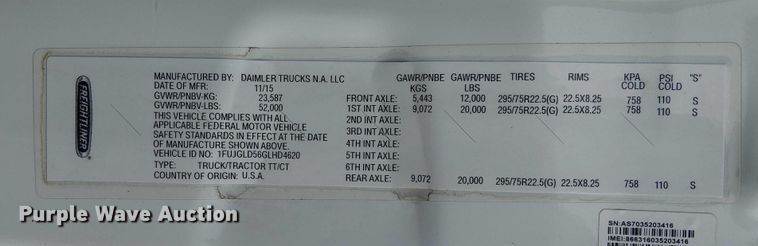 FREIGHTLINER
MANUFACTURED BY: DAIMLER TRUCKS N.A. LLC
DATE OF MFR: 11/15
GVWR/PNBV-KG: 23,587
GVWR/PNBV-LBS: 52,000
THIS VEHICLE COMPLIES WITH ALL
APPLICABLE FEDERAL MOTOR VEHICLE
SAFETY STANDARDS IN EFFECT AT THE DATE
OF MANUFACTURE SHOWN ABOVE.
VEHICLE ID NO: 1FUJGLD56GLHD4620
TYPE: TRUCK/TRACTOR TT/CT
COUNTRY OF ORIGIN: U.S.A.
GAWR/PNBE GAWR/PNBE TIRES RIMS KPA PSI "S"
KGS LBS COLD COLD
FRONT AXLE: 5,443 12,000 295/75R22.5(G) 22.5X8.25 758 110 S
1ST INT AXLE: 9,072 20,000 295/75R22.5(G) 22.5X8.25 758 110 S
2ND INT AXLE:
3RD INT AXLE:
4TH INT AXLE:
5TH INT AXLE:
6TH INT AXLE:
REAR AXLE: 9,072 20,000 295/75R22.5(G) 22.5X8.25 758 110 S
Purple Wave Auction
SN:AS7035203416
IMEI:866316035203416